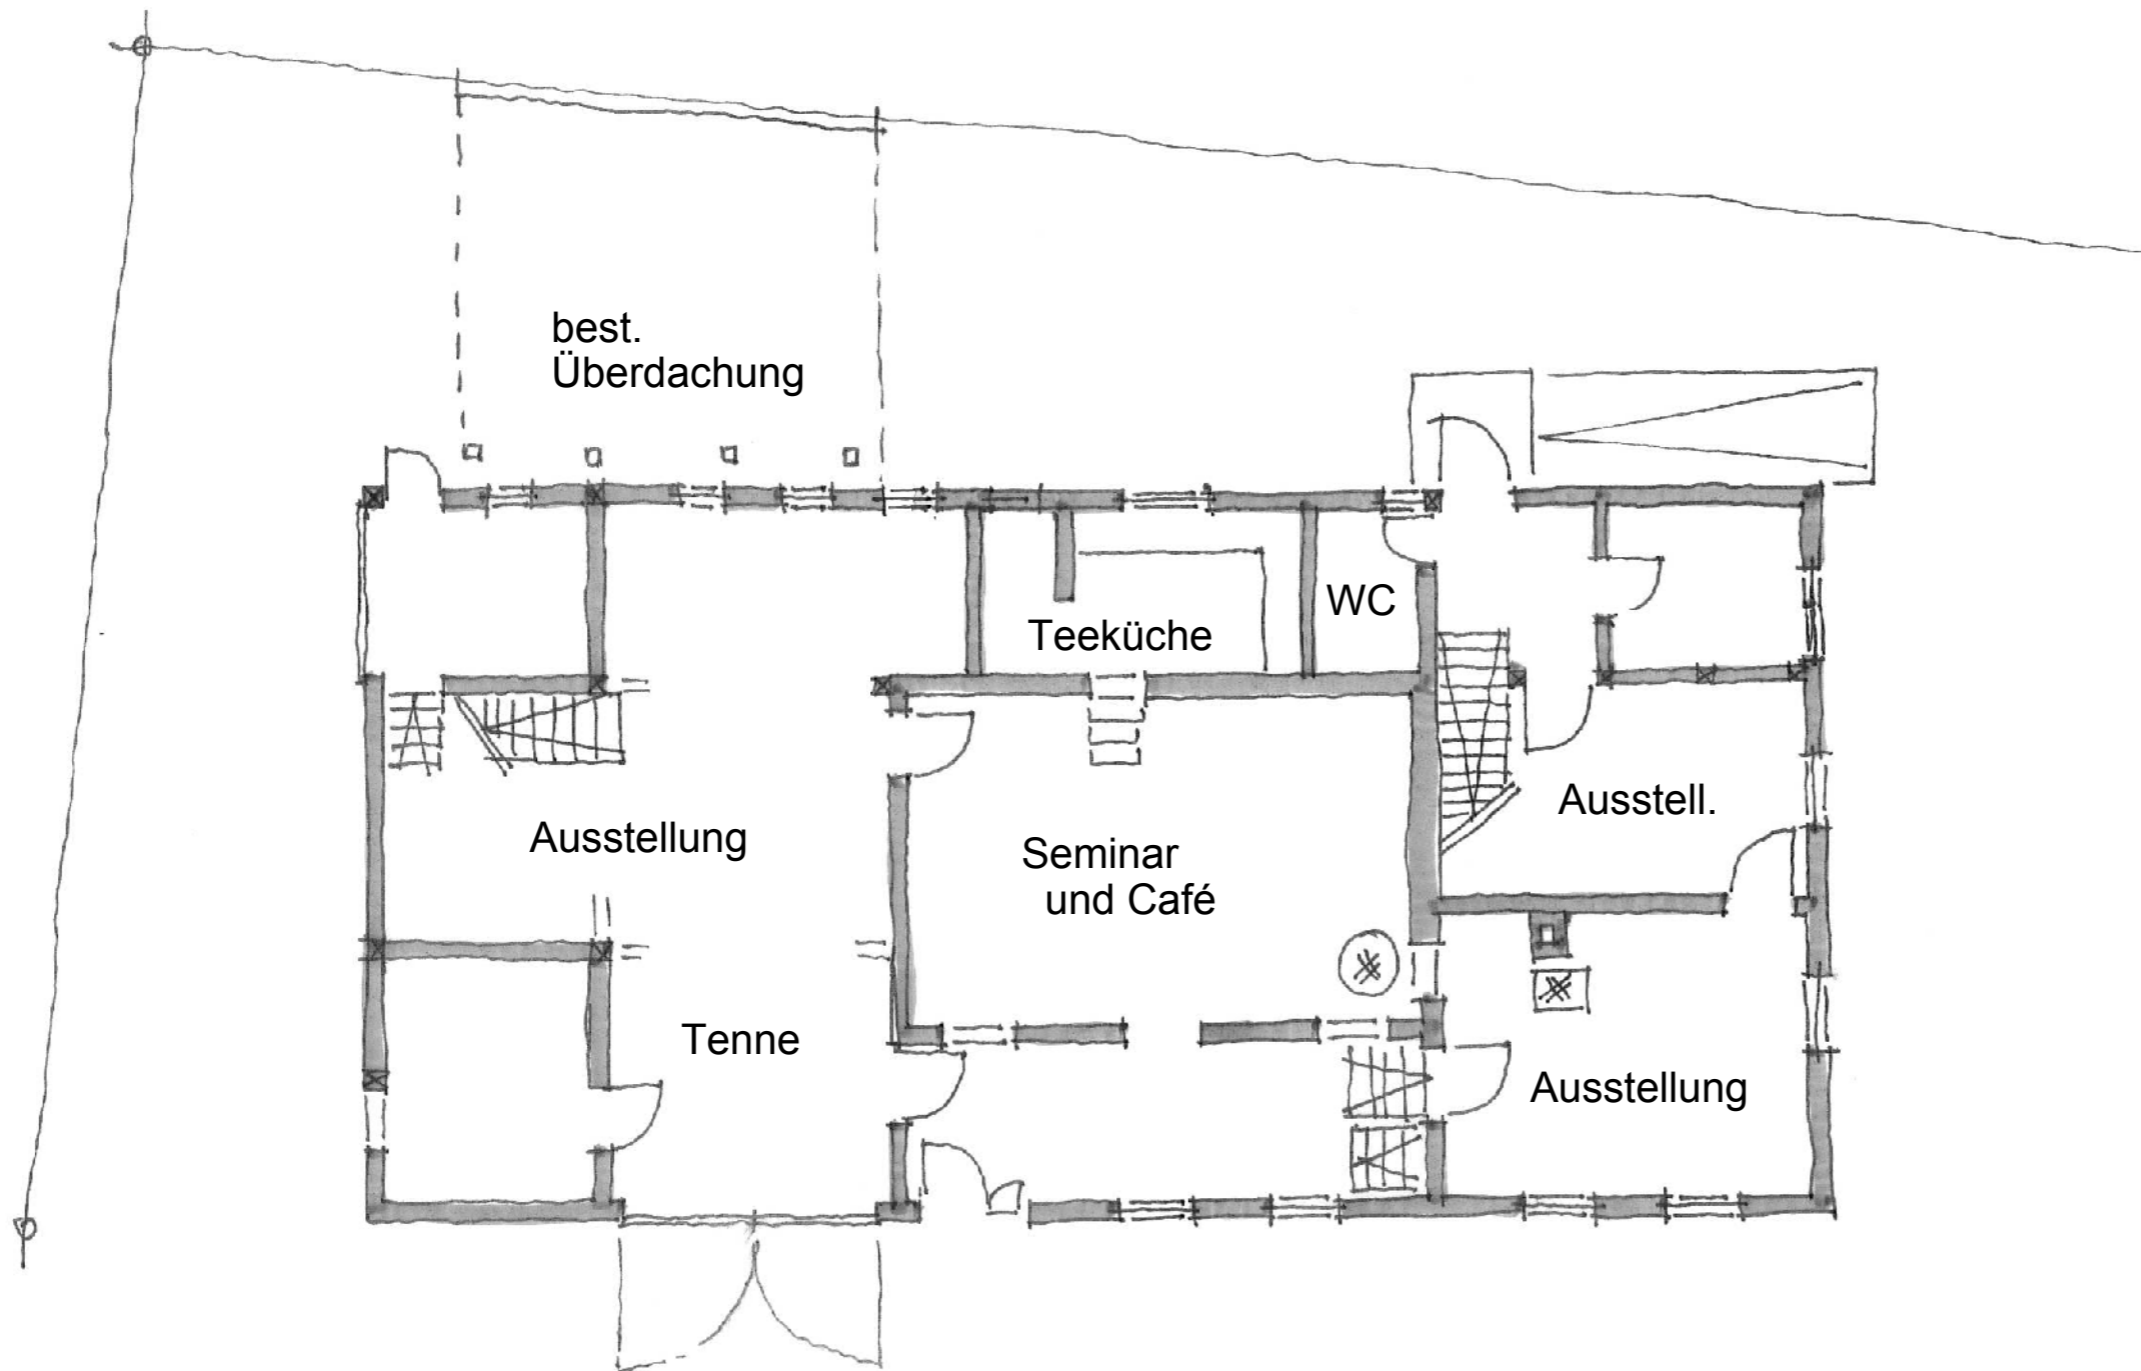 best.
Überdachung
WC
Teeküche
Ausstell.
Ausstellung
Seminar
und Café
Tenne
Ausstellung